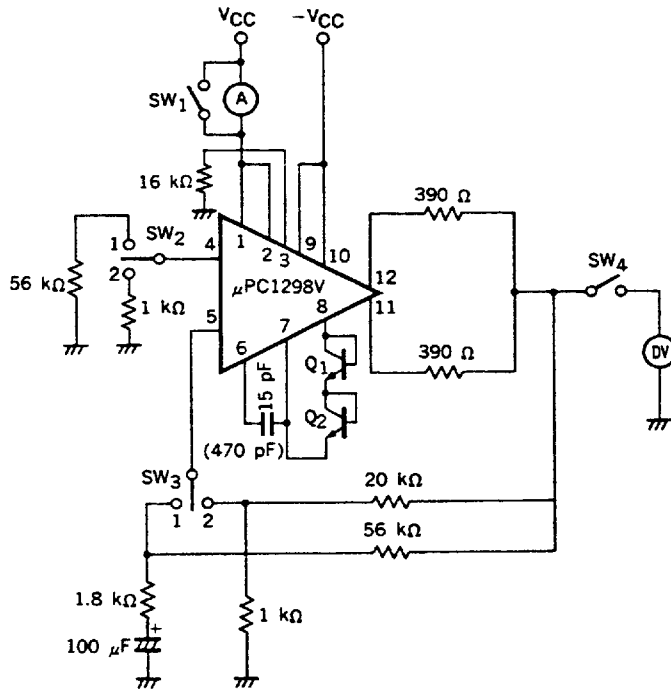 VCC
-VCC
SW1
A
16 kΩ
390 Ω
1
2
3
9
10
1
SW2
4
2
56 kΩ
1 kΩ
μPC1298V
12
11
SW4
5
8
7
6
Q1
390 Ω
DV
15 pF
Q2
(470 pF)
SW3
1
2
20 kΩ
56 kΩ
1.8 kΩ
+
1 kΩ
100 μF